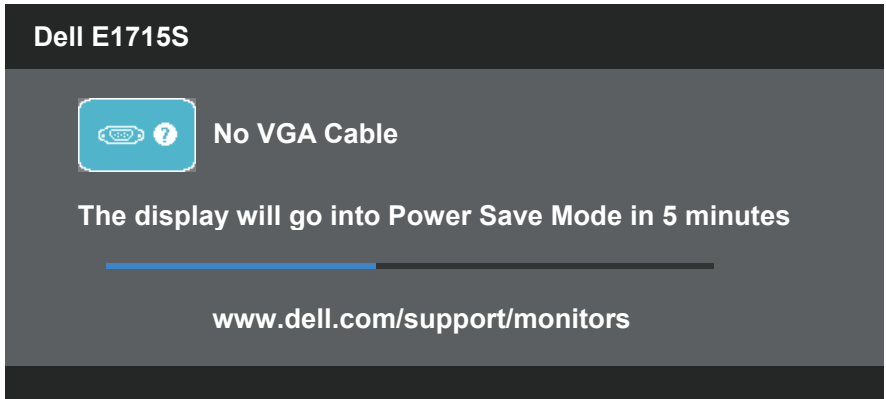 Dell E1715S
No VGA Cable
The display will go into Power Save Mode in 5 minutes
www.dell.com/support/monitors